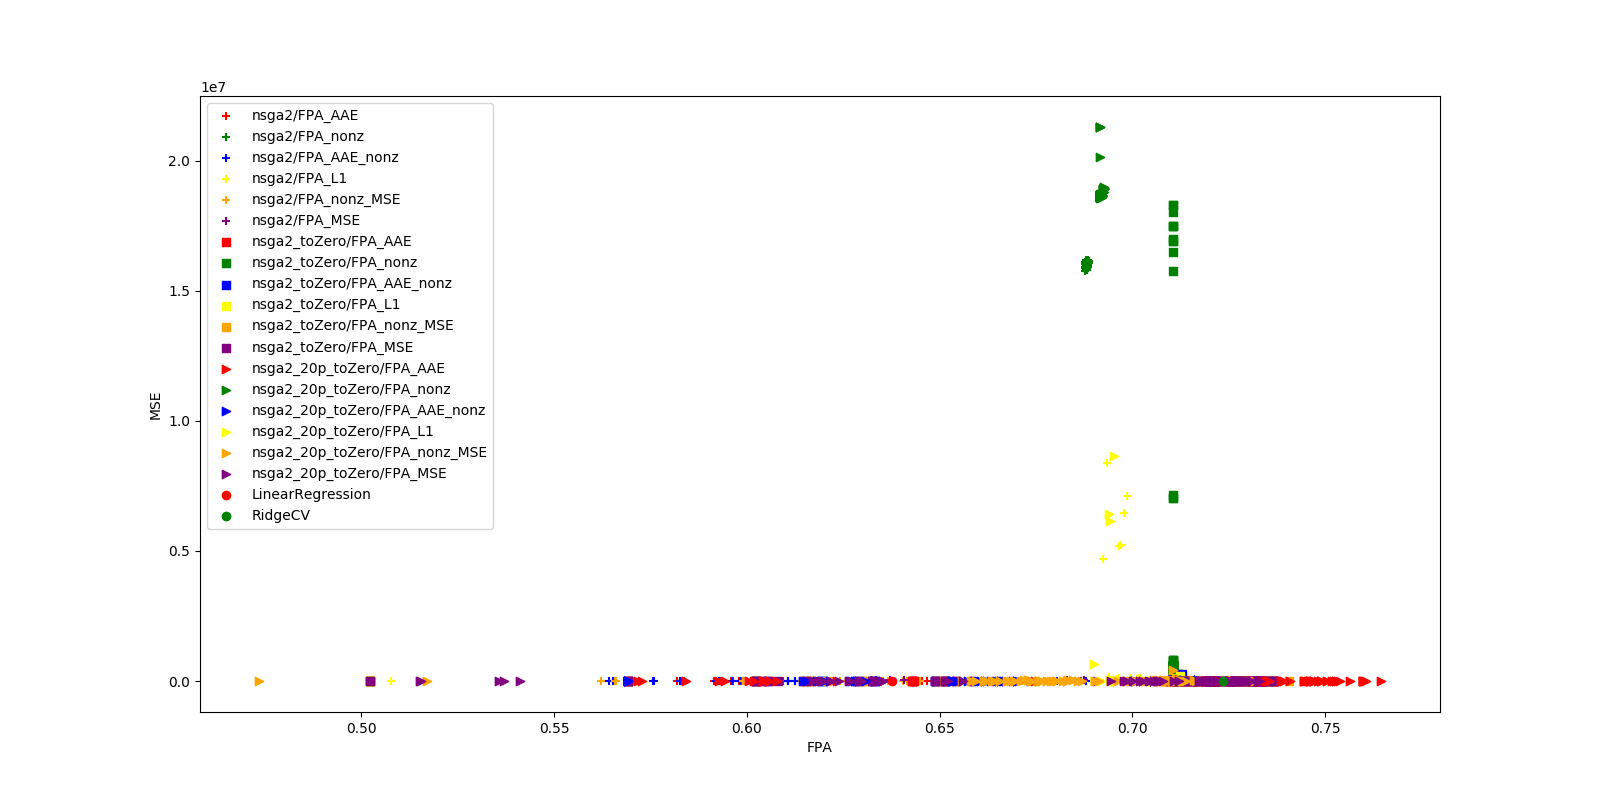 1e7
nsga2/FPA_AAE
nsga2/FPA_nonz
nsga2/FPA_AAE_nonz
nsga2/FPA_L1
nsga2/FPA_nonz_MSE
nsga2/FPA_MSE
nsga2_toZero/FPA_AAE
nsga2_toZero/FPA_nonz
nsga2_toZero/FPA_AAE_nonz
nsga2_toZero/FPA_L1
nsga2_toZero/FPA_nonz_MSE
nsga2_toZero/FPA_MSE
nsga2_20p_toZero/FPA_AAE
nsga2_20p_toZero/FPA_nonz
nsga2_20p_toZero/FPA_AAE_nonz
nsga2_20p_toZero/FPA_L1
nsga2_20p_toZero/FPA_nonz_MSE
nsga2_20p_toZero/FPA_MSE
LinearRegression
RidgeCV
2.0
1.5
1.0
0.5
0.0
MSE
0.50 0.55 0.60 0.65 0.70 0.75
FPA